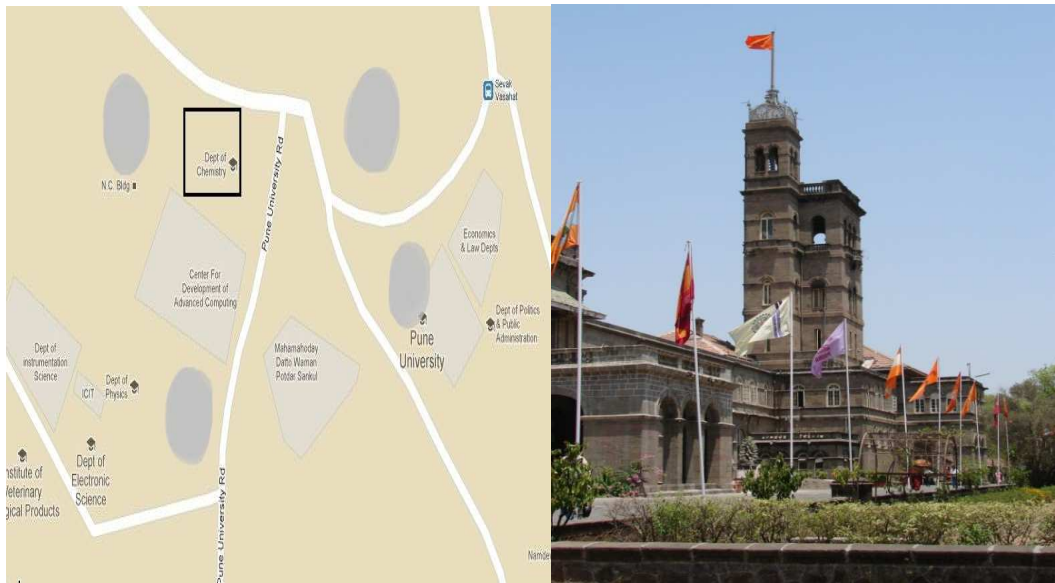 Sevak
Vasahat
Dept of
Chemistry
N.C. Bldg
Pune University Rd
Economics
& Law Depts
Center For
Development of
Advanced Computing
Dept of Politics
& Public
Administration
Pune
University
Mahamahoday
Datto Waman
Potdar Sankul
Dept of
instrumentation
Science
ICIT
Dept of
Physics
Dept of
Electronic
Science
nstitute of
Veterinary
gical Products
Pune University Rd
Namde